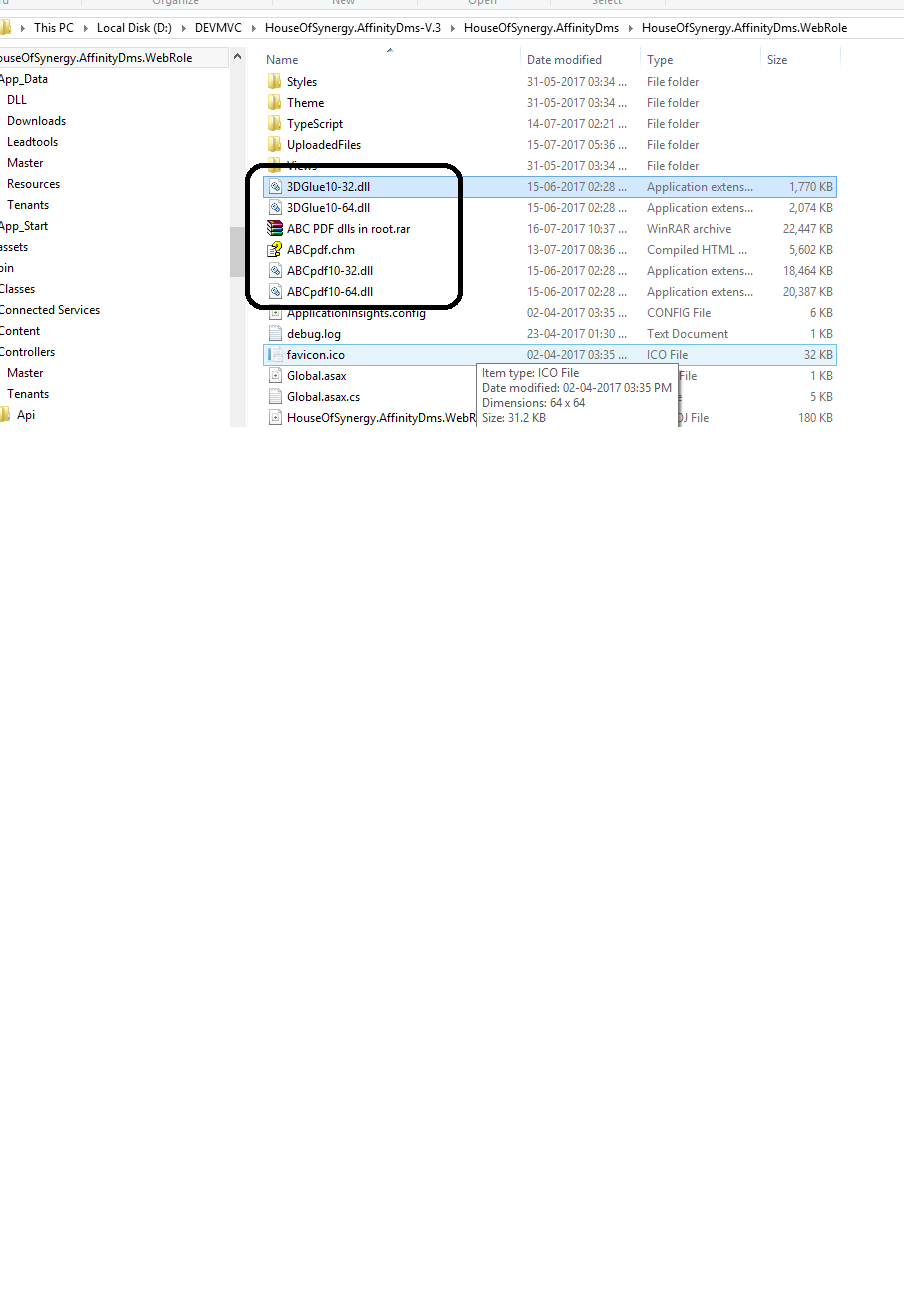 Organize New Open Select
This PC Local Disk (D:) DEVMVC HouseOfSynergy.AffinityDms-V.3 HouseOfSynergy.AffinityDms HouseOfSynergy.AffinityDms.WebRole
ouseOfSynergy.AffinityDms.WebRole
App_Data
DLL
Downloads
Leadtools
Master
Resources
Tenants
App_Start
assets
bin
Classes
Connected Services
Content
Controllers
Master
Tenants
Api
Name Date modified Type Size
Styles 31-05-2017 03:34 ... File folder
Theme 31-05-2017 03:34 ... File folder
TypeScript 14-07-2017 02:21 ... File folder
UploadedFiles 15-07-2017 05:36 ... File folder
Views 31-05-2017 03:34 ... File folder
3DGlue10-32.dll 15-06-2017 02:28 ... Application extens... 1,770 KB
3DGlue10-64.dll 15-06-2017 02:28 ... Application extens... 2,074 KB
ABC PDF dlls in root.rar 16-07-2017 10:37 ... WinRAR archive 22,447 KB
ABCpdf.chm 13-07-2017 08:36 ... Compiled HTML ... 5,602 KB
ABCpdf10-32.dll 15-06-2017 02:28 ... Application extens... 18,464 KB
ABCpdf10-64.dll 15-06-2017 02:28 ... Application extens... 20,387 KB
ApplicationInsights.config 02-04-2017 03:35 ... CONFIG File 6 KB
debug.log 23-04-2017 01:30 ... Text Document 1 KB
favicon.ico 02-04-2017 03:35 ... ICO File 32 KB
Global.asax File 1 KB
Global.asax.cs 5 KB
HouseOfSynergy.AffinityDms.WebR OJ File 180 KB
Item type: ICO File
Date modified: 02-04-2017 03:35 PM
Dimensions: 64 x 64
Size: 31.2 KB